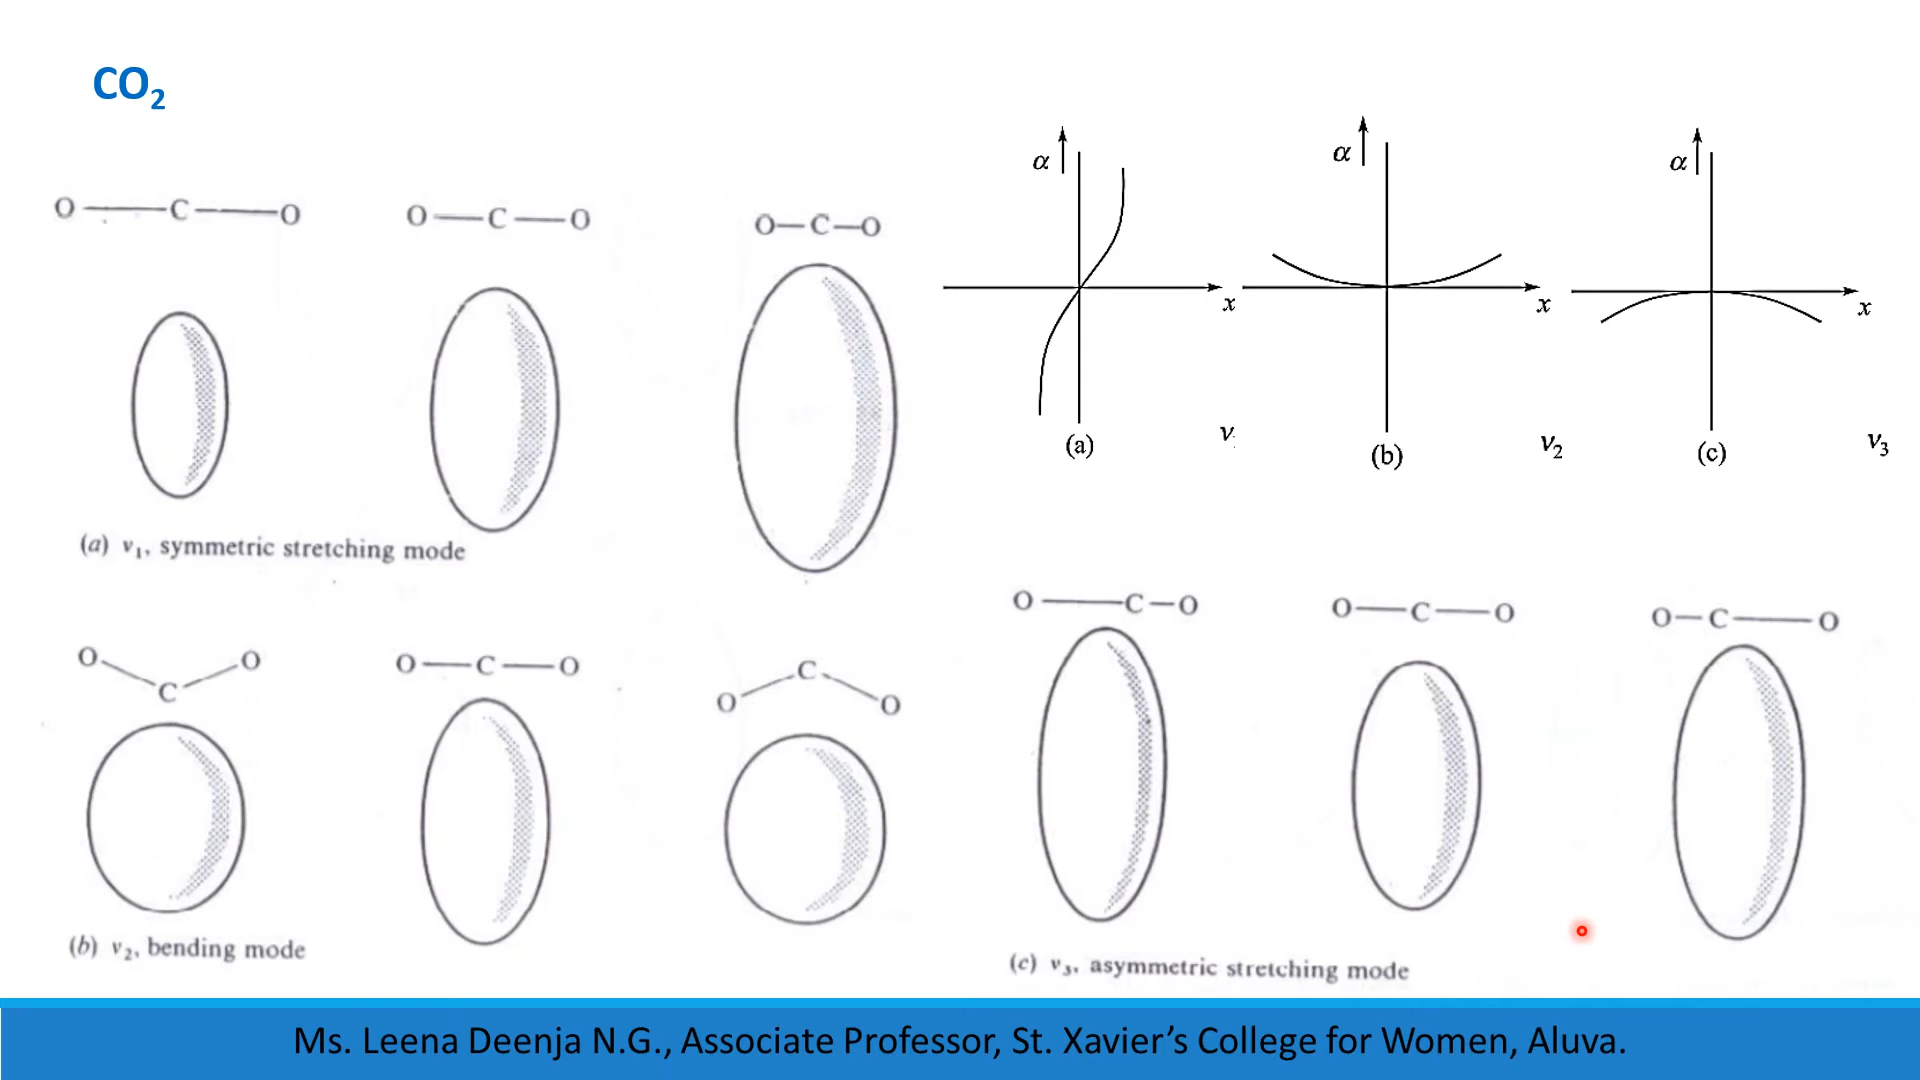 CO₂
O—C—O
O—C—O
O—C—O
(a) ν₁, symmetric stretching mode
α
x
(a)
ν
α
x
(b)
ν₂
α
x
(c)
ν₃
O C O
O—C—O
O C O
(b) ν₂, bending mode
O—C—O
O—C—O
O—C—O
(c) ν₃, asymmetric stretching mode
Ms. Leena Deenja N.G., Associate Professor, St. Xavier’s College for Women, Aluva.